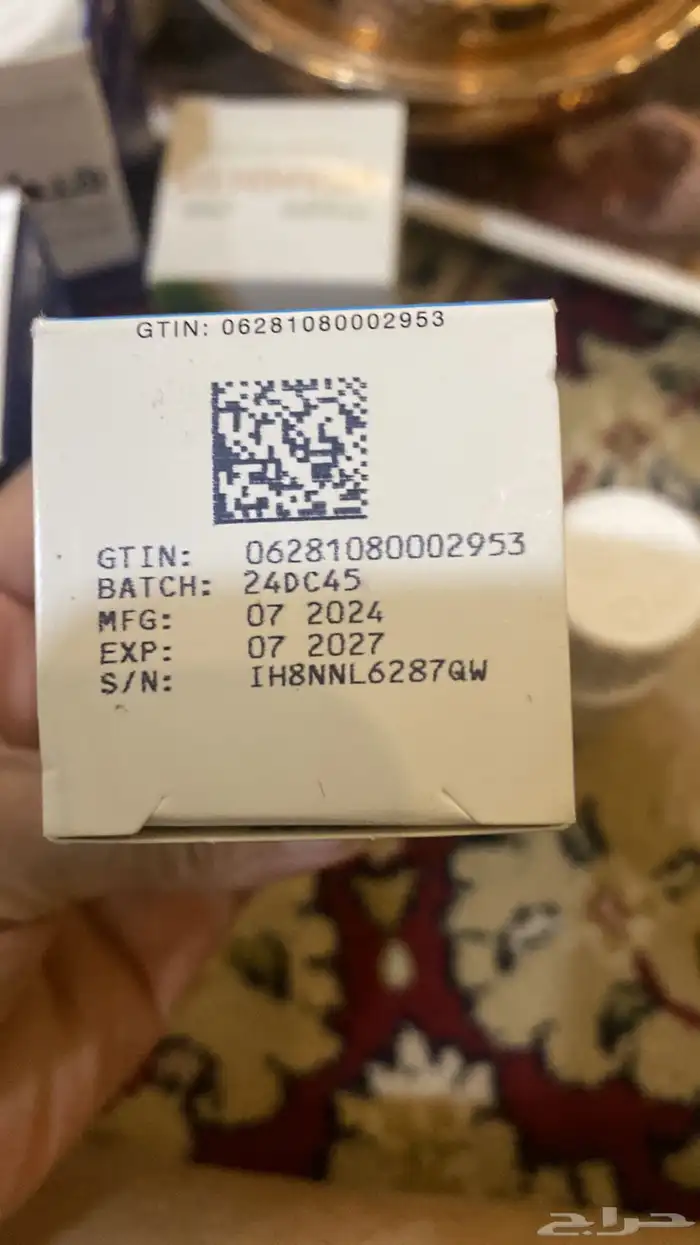 GTIN: 06281080002953
GTIN: 06281080002953
BATCH: 24DC45
MFG: 07 2024
EXP: 07 2027
S/N: IH8NNL6287QW
حراج